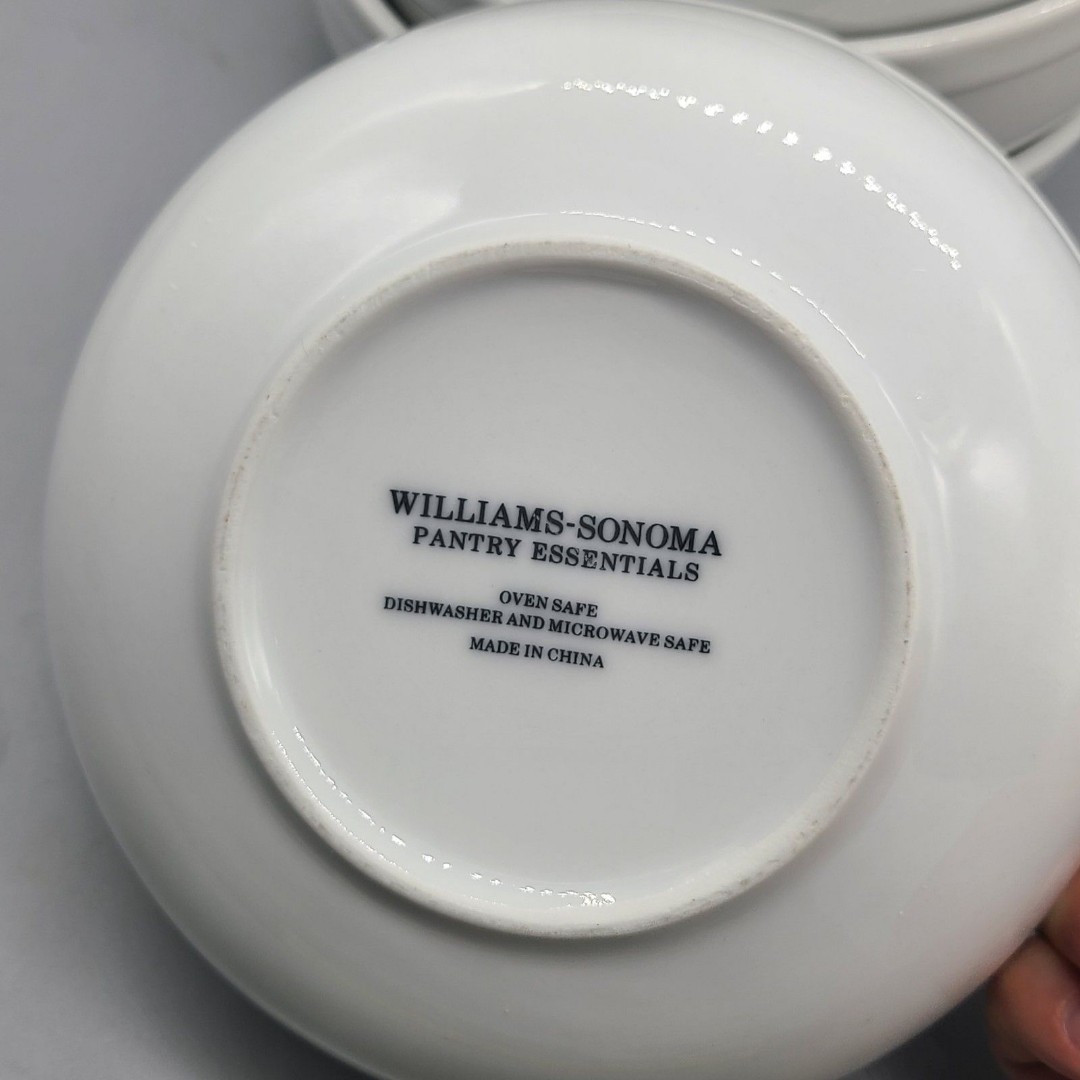 WILLIAMS-SONOMA
PANTRY ESSENTIALS
OVEN SAFE
DISHWASHER AND MICROWAVE SAFE
MADE IN CHINA